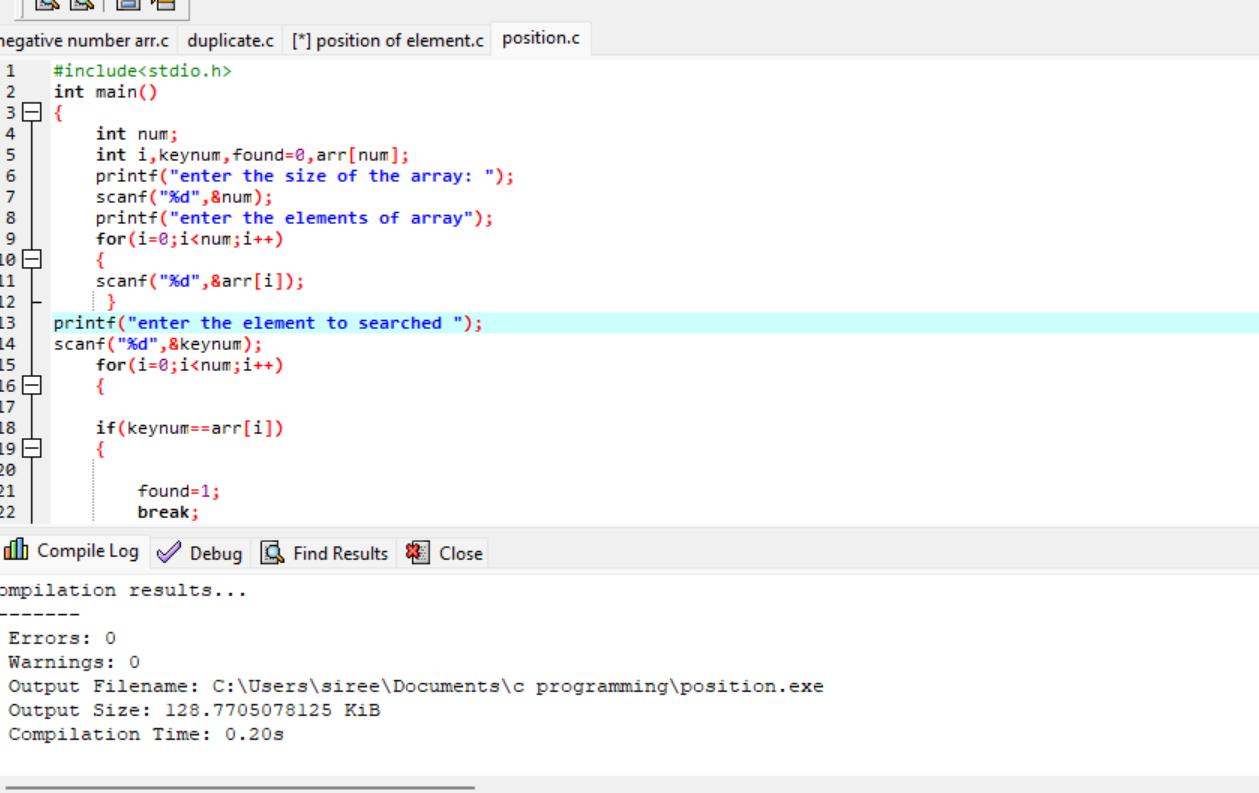 negative number arr.c duplicate.c [*] position of element.c position.c
1 #include<stdio.h>
2 int main()
3 {
4 int num;
5 int i,keynum,found=0,arr[num];
6 printf("enter the size of the array: ");
7 scanf("%d",&num);
8 printf("enter the elements of array");
9 for(i=0;i<num;i++)
10 {
11 scanf("%d",&arr[i]);
12 }
13 printf("enter the element to searched ");
14 scanf("%d",&keynum);
15 for(i=0;i<num;i++)
16 {
17
18 if(keynum==arr[i])
19 {
20
21 found=1;
22 break;
Compile Log Debug Find Results Close
ompilation results...
-------
Errors: 0
Warnings: 0
Output Filename: C:\Users\siree\Documents\c programming\position.exe
Output Size: 128.7705078125 KiB
Compilation Time: 0.20s